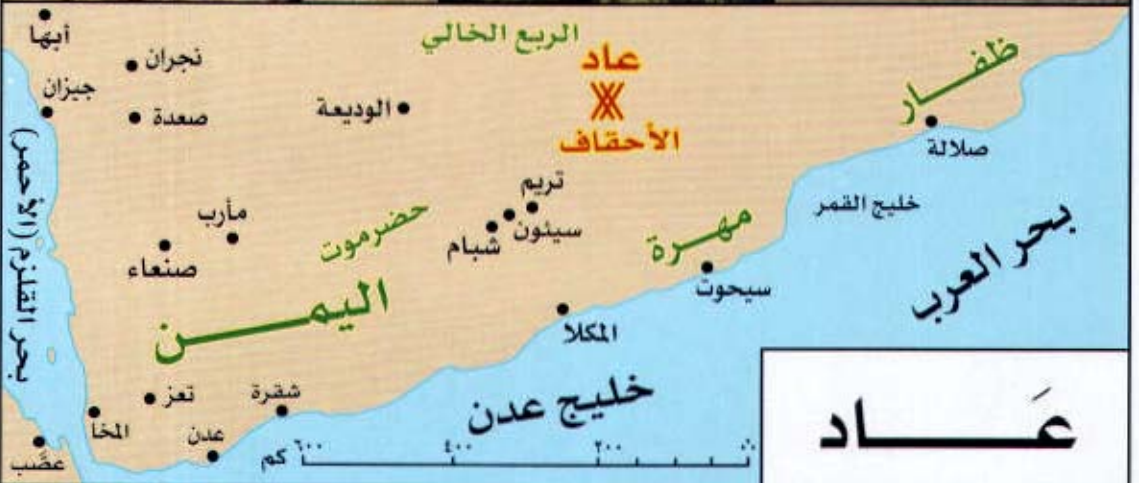 أبها
الربع الخالي
نجران
عاد
ظفار
جيزان
صعدة
الوديعة
الأحقاف
صلالة
تريم
خليج القمر
مأرب
حضرموت
سيئون
شبام
مهرة
بحر العرب
صنعاء
سيحوت
بحر القلزم (الأحمر)
اليمن
المكلا
تعز
شقرة
خليج عدن
عَاد
المخا
عدن
عصَّب
كم ٦٠٠ ٤٠٠ ٢٠٠